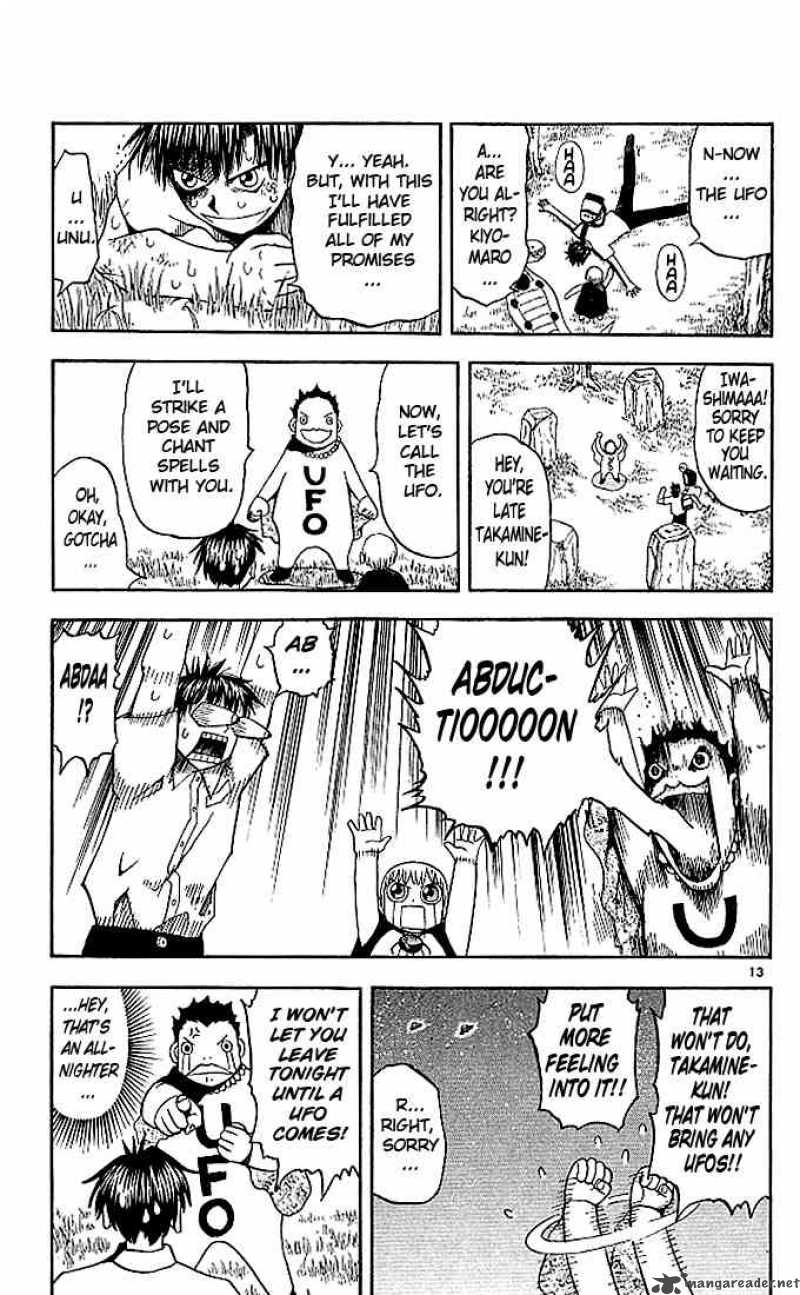 N-NOW
THE UFO
...
HAA
HAA
A...
ARE
YOU AL-
RIGHT?
KIYO-
MARO
...
Y... YEAH.
BUT, WITH THIS
I'LL HAVE
FULFILLED
ALL OF MY
PROMISES
...
U
...
UNU.
IWA-
SHIMAAA!
SORRY
TO KEEP
YOU
WAITING.
HEY,
YOU'RE
LATE
TAKAMINE-
KUN!
NOW,
LET'S
CALL
THE
UFO.
I'LL
STRIKE A
POSE AND
CHANT
SPELLS
WITH YOU.
UFO
OH,
OKAY,
GOTCHA
...
ABDUC-
TIOOOOON
!!!
U
AB
...
ABDAA
!?
13
THAT
WON'T DO,
TAKAMINE-
KUN!
THAT WON'T
BRING ANY
UFOS!!
PUT
MORE
FEELING
INTO IT!!
R...
RIGHT,
SORRY
...
I WON'T
LET YOU
LEAVE
TONIGHT
UNTIL A
UFO
COMES!
UFO
...HEY,
THAT'S
AN ALL-
NIGHTER
...
mangareader.net